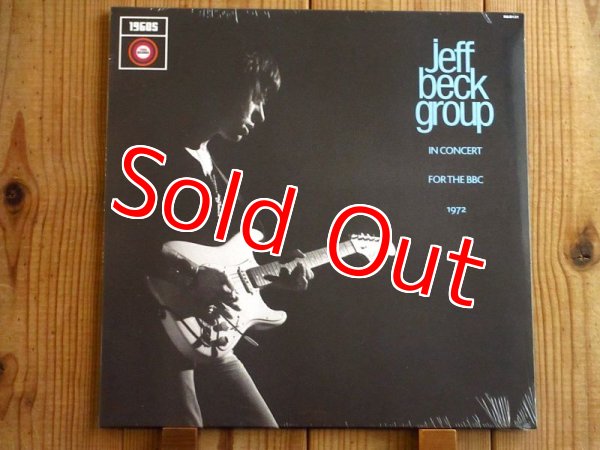 1960s
jeff
beck
group
IN CONCERT
FOR THE BBC
1972
Sold Out